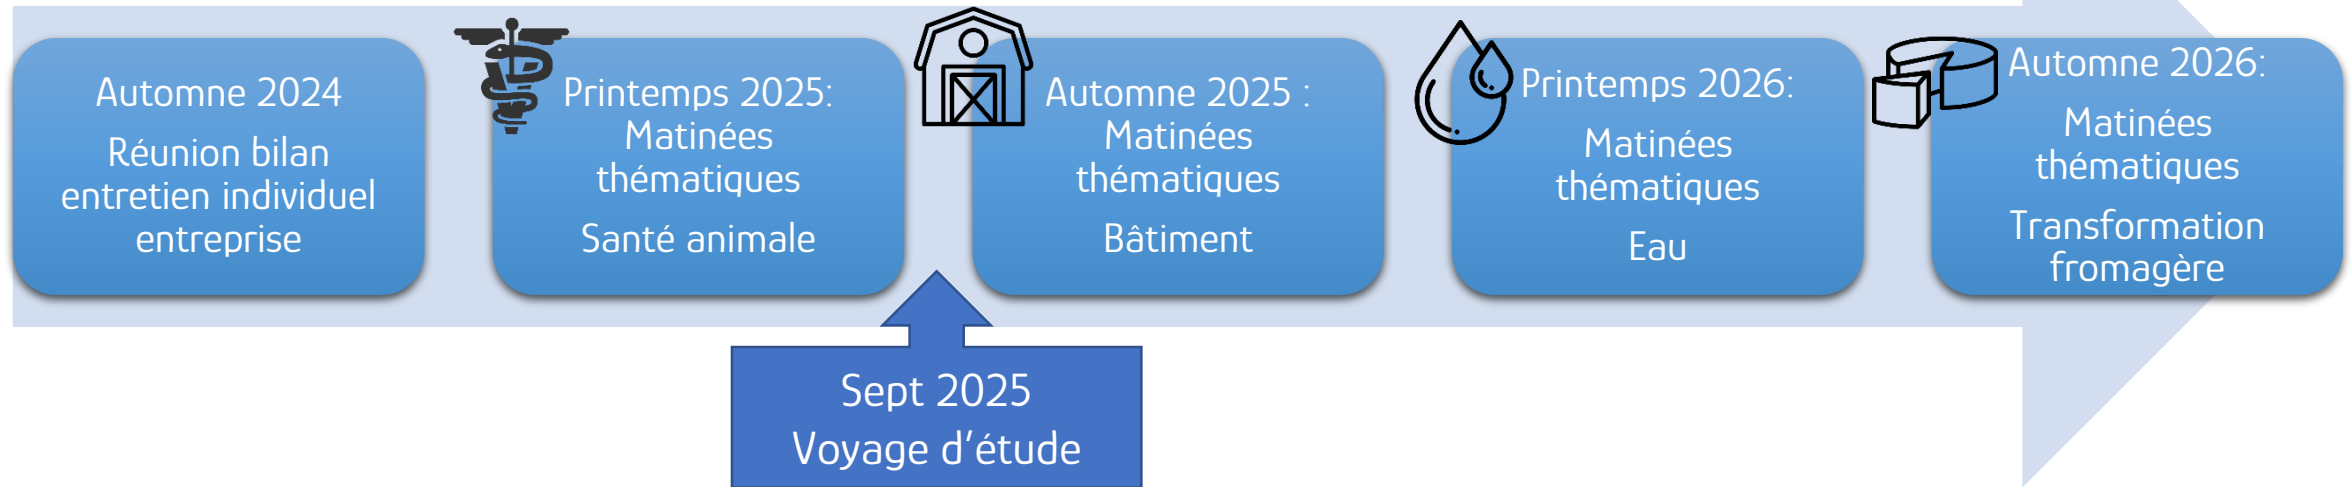 Automne 2024
Réunion bilan
entretien individuel
entreprise
Printemps 2025:
Matinées
thématiques
Santé animale
Automne 2025 :
Matinées
thématiques
Bâtiment
Printemps 2026:
Matinées
thématiques
Eau
Automne 2026:
Matinées
thématiques
Transformation
fromagère
Sept 2025
Voyage d’étude